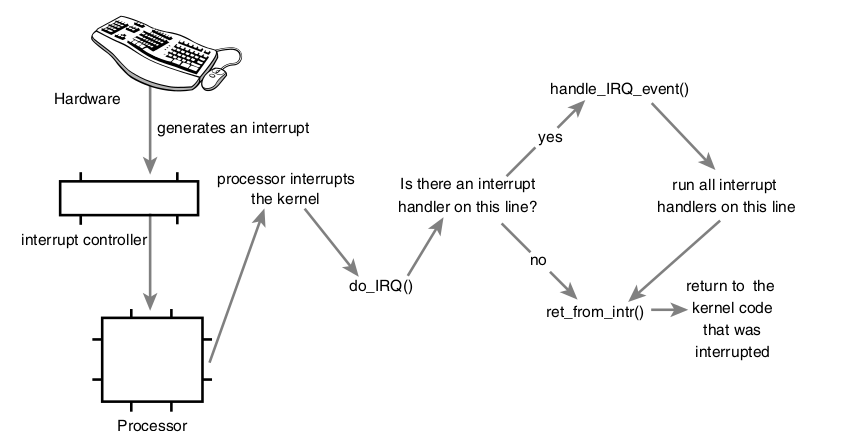 Hardware
generates an interrupt
interrupt controller
Processor
processor interrupts
the kernel
do_IRQ()
Is there an interrupt
handler on this line?
yes
handle_IRQ_event()
run all interrupt
handlers on this line
no
ret_from_intr()
return to the
kernel code
that was
interrupted